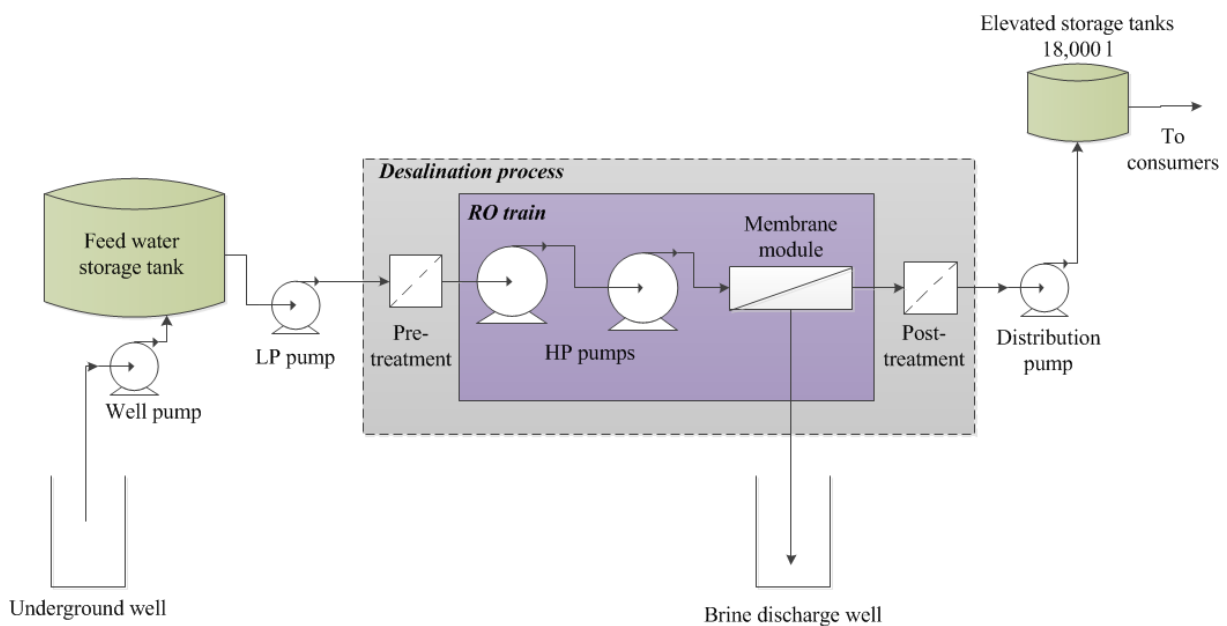 Elevated storage tanks
18,000 l
To
consumers
Desalination process
RO train
Feed water
storage tank
Membrane
module
LP pump
Pre-
treatment
HP pumps
Post-
treatment
Distribution
pump
Well pump
Underground well
Brine discharge well